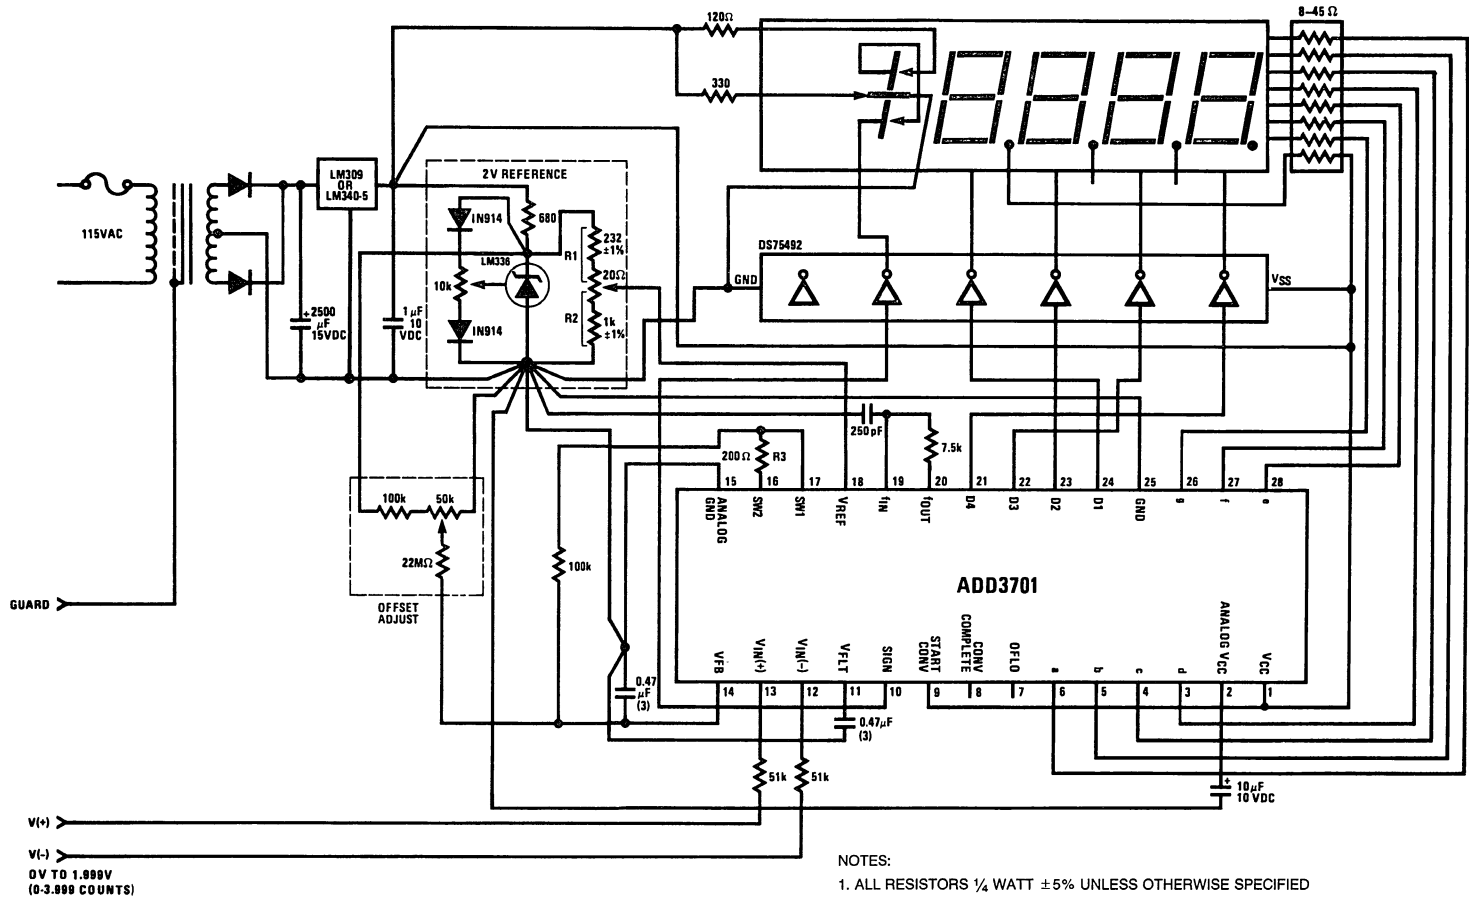 120Ω
8-45 Ω
330
LM309
OR
LM340-5
2V REFERENCE
115VAC
IN914
680
232
±1%
R1
LM336
20Ω
10k
R2
1k
±1%
IN914
+ 2500
µF
15VDC
1 µF
10
VDC
DS75492
GND
VSS
250 pF
7.5k
200 Ω
R3
15
16
17
18
19
20
21
22
23
24
25
26
27
28
ANALOG
GND
SW2
SW1
VREF
fIN
fOUT
D4
D3
D2
D1
GND
g
f
e
100k
50k
22MΩ
100k
OFFSET
ADJUST
GUARD
ADD3701
VFB
VIN(+)
VIN(-)
VFLT
SIGN
START
CONV
CONV
COMPLETE
OFLO
a
b
c
d
ANALOG VCC
VCC
14
13
12
11
10
9
8
7
6
5
4
3
2
1
0.47
µF
(3)
0.47µF
(3)
51k
51k
+
10µF
10 VDC
V(+)
V(-)
0V TO 1.999V
(0-3.999 COUNTS)
NOTES:
1. ALL RESISTORS ¼ WATT ±5% UNLESS OTHERWISE SPECIFIED